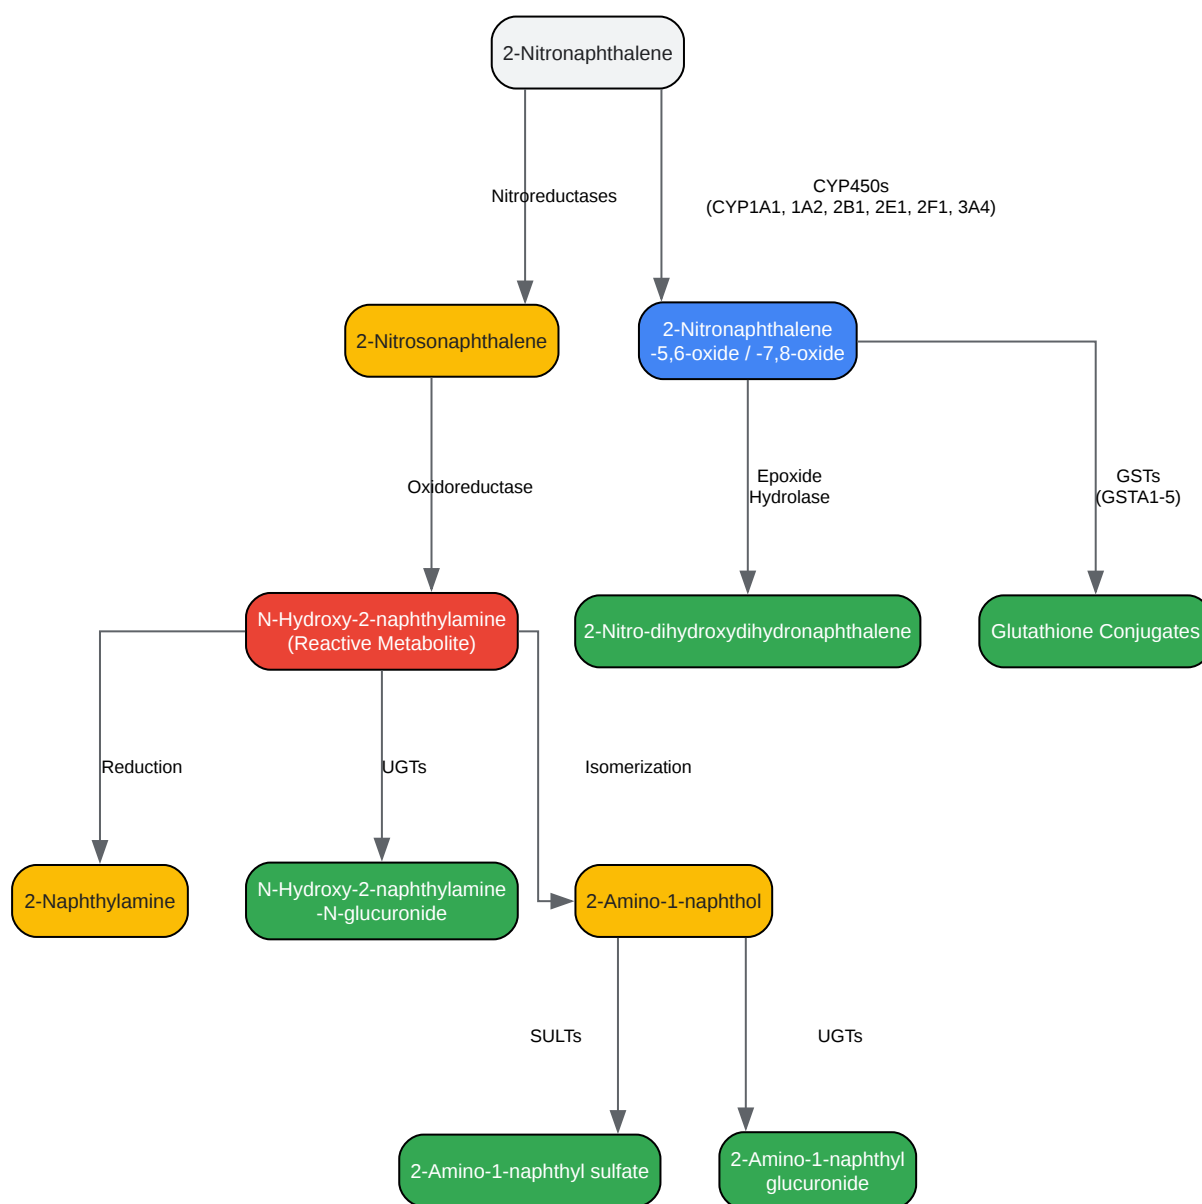 2-Nitronaphthalene
Nitroreductases
CYP450s
(CYP1A1, 1A2, 2B1, 2E1, 2F1, 3A4)
2-Nitrosonaphthalene
2-Nitronaphthalene
-5,6-oxide / -7,8-oxide
Oxidoreductase
Epoxide
Hydrolase
GSTs
(GSTA1-5)
N-Hydroxy-2-naphthylamine
(Reactive Metabolite)
2-Nitro-dihydroxydihydronaphthalene
Glutathione Conjugates
Reduction
UGTs
Isomerization
2-Naphthylamine
N-Hydroxy-2-naphthylamine
-N-glucuronide
2-Amino-1-naphthol
SULTs
UGTs
2-Amino-1-naphthyl sulfate
2-Amino-1-naphthyl
glucuronide